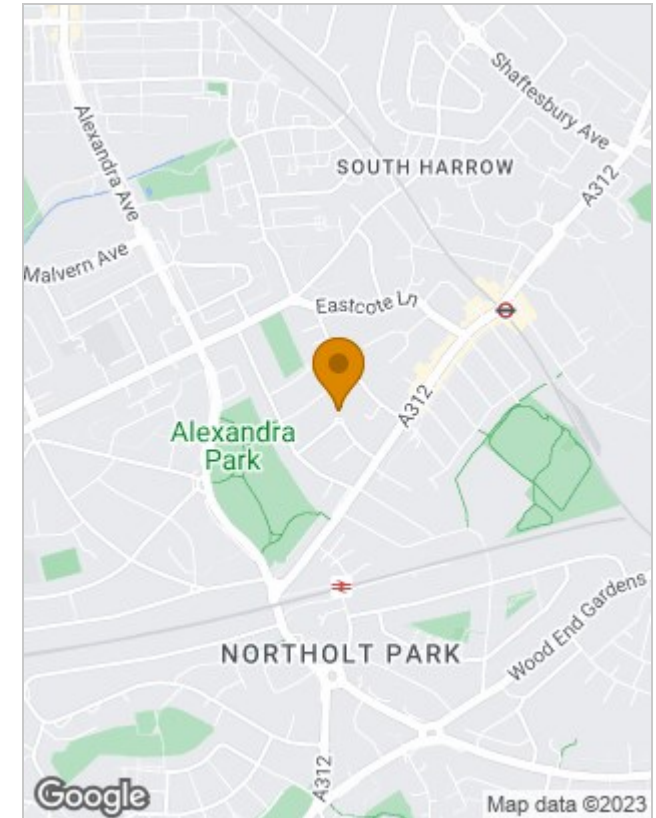 Alexandra Ave
Shaftesbury Ave
SOUTH HARROW
A312
Malvern Ave
Eastcote Ln
A312
Alexandra
Park
Wood End Gardens
NORTHOLT PARK
A312
Google
Map data ©2023